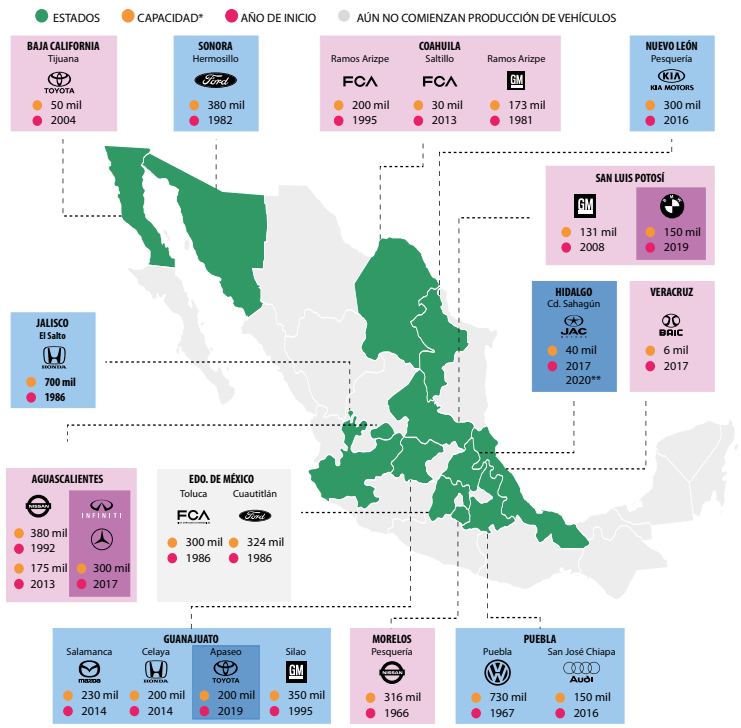 ESTADOS
CAPACIDAD*
AÑO DE INICIO
AÚN NO COMIENZAN PRODUCCIÓN DE VEHÍCULOS
BAJA CALIFORNIA
Tijuana
TOYOTA
50 mil
2004
SONORA
Hermosillo
Ford
380 mil
1982
COAHUILA
Ramos Arizpe
FCA
200 mil
1995
Saltillo
FCA
30 mil
2013
Ramos Arizpe
GM
173 mil
1981
NUEVO LEÓN
Pesquería
KIA
KIA MOTORS
300 mil
2016
SAN LUIS POTOSÍ
GM
131 mil
2008
BMW
150 mil
2019
HIDALGO
Cd. Sahagún
JAC
MOTORS
40 mil
2017
2020**
VERACRUZ
BAIC
6 mil
2017
JALISCO
El Salto
HONDA
700 mil
1986
AGUASCALIENTES
NISSAN
380 mil
1992
175 mil
2013
INFINITI
300 mil
2017
EDO. DE MÉXICO
Toluca
FCA
300 mil
1986
Cuautitlán
Ford
324 mil
1986
GUANAJUATO
Salamanca
mazda
230 mil
2014
Celaya
HONDA
200 mil
2014
Apaseo
TOYOTA
200 mil
2019
Silao
GM
350 mil
1995
MORELOS
Pesquería
NISSAN
316 mil
1966
PUEBLA
Puebla
730 mil
1967
San José Chiapa
Audi
150 mil
2016